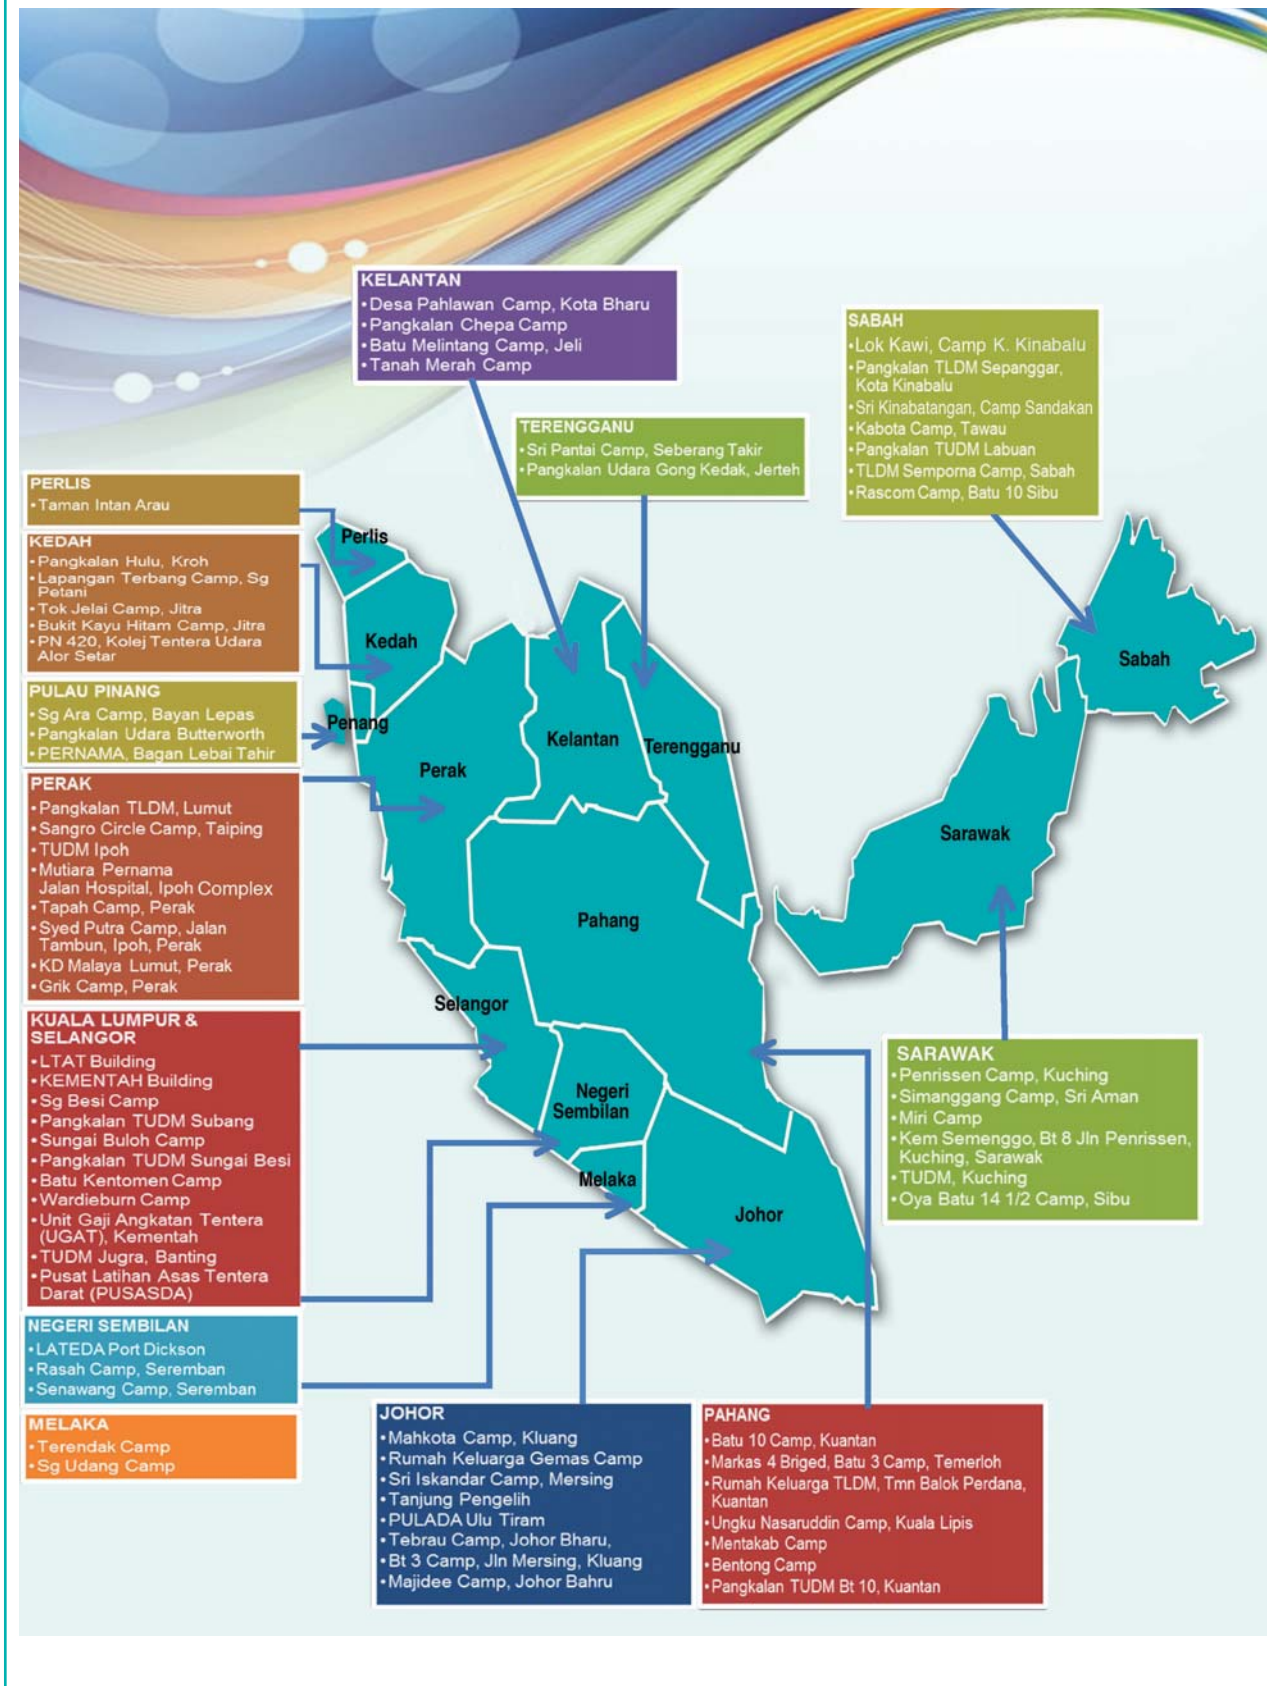 KELANTAN
•Desa Pahlawan Camp, Kota Bharu
•Pangkalan Chepa Camp
•Batu Melintang Camp, Jeli
•Tanah Merah Camp
SABAH
•Lok Kawi, Camp K. Kinabalu
•Pangkalan TLDM Sepanggar,
Kota Kinabalu
•Sri Kinabatangan, Camp Sandakan
•Kabota Camp, Tawau
•Pangkalan TUDM Labuan
•TLDM Semporna Camp, Sabah
•Rascom Camp, Batu 10 Sibu
TERENGGANU
•Sri Pantai Camp, Seberang Takir
•Pangkalan Udara Gong Kedak, Jerteh
PERLIS
•Taman Intan Arau
KEDAH
•Pangkalan Hulu, Kroh
•Lapangan Terbang Camp, Sg
Petani
•Tok Jelai Camp, Jitra
•Bukit Kayu Hitam Camp, Jitra
•PN 420, Kolej Tentera Udara
Alor Setar
PULAU PINANG
•Sg Ara Camp, Bayan Lepas
•Pangkalan Udara Butterworth
•PERNAMA, Bagan Lebai Tahir
PERAK
•Pangkalan TLDM, Lumut
•Sangro Circle Camp, Taiping
•TUDM Ipoh
•Mutiara Pernama
Jalan Hospital, Ipoh Complex
•Tapah Camp, Perak
•Syed Putra Camp, Jalan
Tambun, Ipoh, Perak
•KD Malaya Lumut, Perak
•Grik Camp, Perak
KUALA LUMPUR &
SELANGOR
•LTAT Building
•KEMENTAH Building
•Sg Besi Camp
•Pangkalan TUDM Subang
•Sungai Buloh Camp
•Pangkalan TUDM Sungai Besi
•Batu Kentomen Camp
•Wardieburn Camp
•Unit Gaji Angkatan Tentera
(UGAT), Kementah
•TUDM Jugra, Banting
•Pusat Latihan Asas Tentera
Darat (PUSASDA)
NEGERI SEMBILAN
•LATEDA Port Dickson
•Rasah Camp, Seremban
•Senawang Camp, Seremban
MELAKA
•Terendak Camp
•Sg Udang Camp
Perlis
Kedah
Penang
Perak
Kelantan
Terengganu
Pahang
Selangor
Negeri
Sembilan
Melaka
Johor
Sabah
Sarawak
SARAWAK
•Penrissen Camp, Kuching
•Simanggang Camp, Sri Aman
•Miri Camp
•Kem Semenggo, Bt 8 Jln Penrissen,
Kuching, Sarawak
•TUDM, Kuching
•Oya Batu 14 1/2 Camp, Sibu
JOHOR
•Mahkota Camp, Kluang
•Rumah Keluarga Gemas Camp
•Sri Iskandar Camp, Mersing
•Tanjung Pengelih
•PULADA Ulu Tiram
•Tebrau Camp, Johor Bharu,
•Bt 3 Camp, Jln Mersing, Kluang
•Majidee Camp, Johor Bahru
PAHANG
•Batu 10 Camp, Kuantan
•Markas 4 Briged, Batu 3 Camp, Temerloh
•Rumah Keluarga TLDM, Tmn Balok Perdana,
Kuantan
•Ungku Nasaruddin Camp, Kuala Lipis
•Mentakab Camp
•Bentong Camp
•Pangkalan TUDM Bt 10, Kuantan